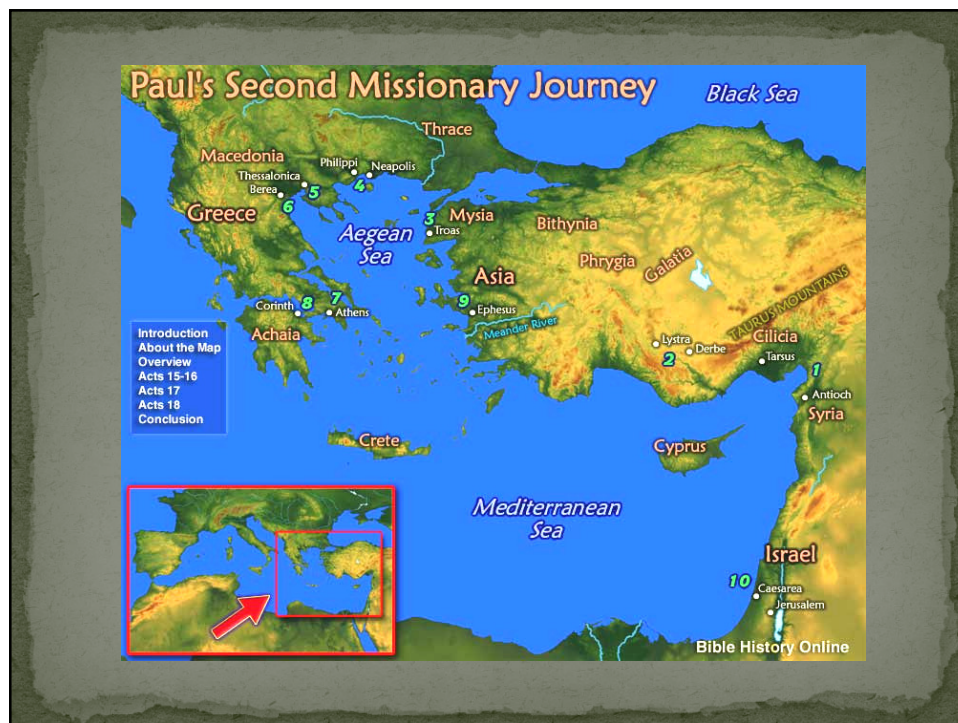 Paul's Second Missionary Journey
Black Sea
Thrace
Macedonia
Philippi
Neapolis
Thessalonica
Berea
4
5
6
Greece
3
Mysia
Troas
Bithynia
Aegean
Sea
Phrygia
Galatia
Asia
TAURUS MOUNTAINS
9
Ephesus
Meander River
Corinth
8
7
Athens
Achaia
Lystra
2
Derbe
Cilicia
Tarsus
1
Antioch
Syria
Introduction
About the Map
Overview
Acts 15-16
Acts 17
Acts 18
Conclusion
Crete
Cyprus
Mediterranean
Sea
Israel
10
Caesarea
Jerusalem
Bible History Online